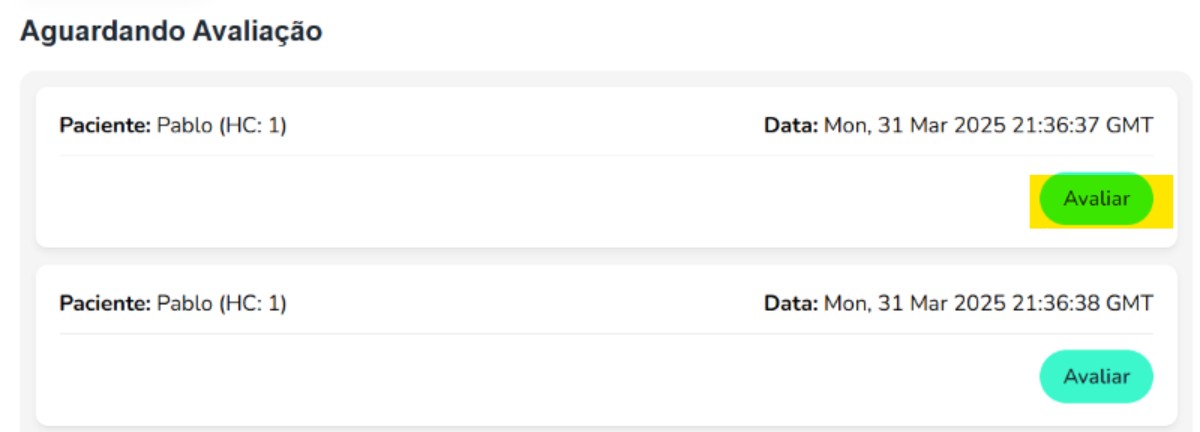 Aguardando Avaliação
Paciente: Pablo (HC: 1) Data: Mon, 31 Mar 2025 21:36:37 GMT
Avaliar
Paciente: Pablo (HC: 1) Data: Mon, 31 Mar 2025 21:36:38 GMT
Avaliar